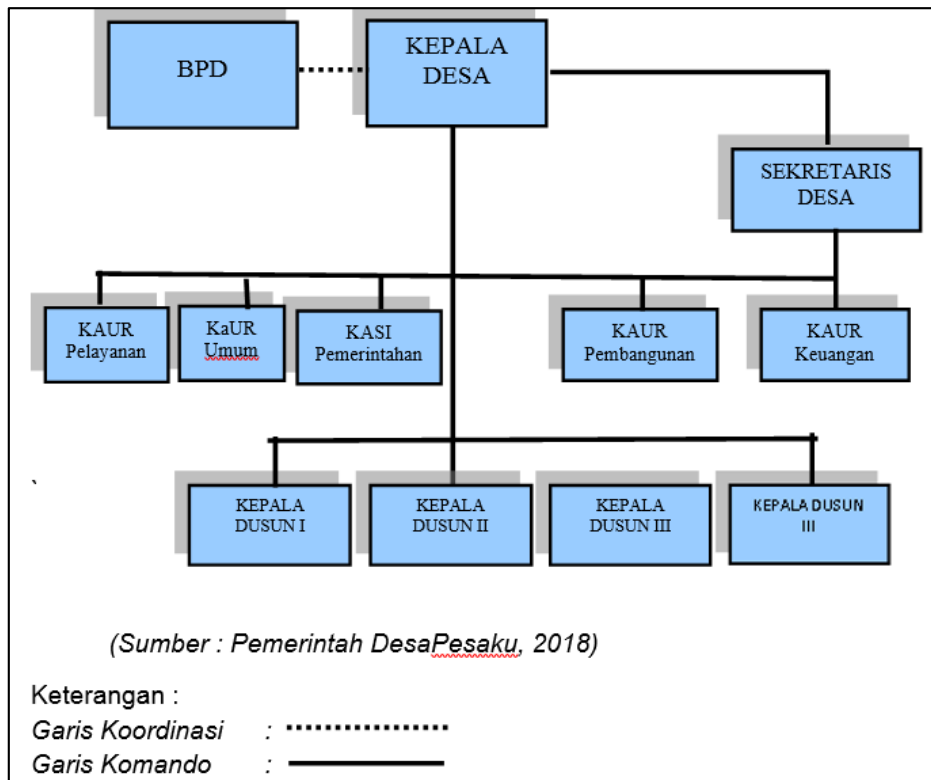 BPD
KEPALA
DESA
SEKRETARIS
DESA
KAUR
Pelayanan
KaUR
Umum
KASI
Pemerintahan
KAUR
Pembangunan
KAUR
Keuangan
`
KEPALA
DUSUN I
KEPALA
DUSUN II
KEPALA
DUSUN III
KEPALA DUSUN
III
(Sumber : Pemerintah DesaPesaku, 2018)
Keterangan :
Garis Koordinasi :
Garis Komando :